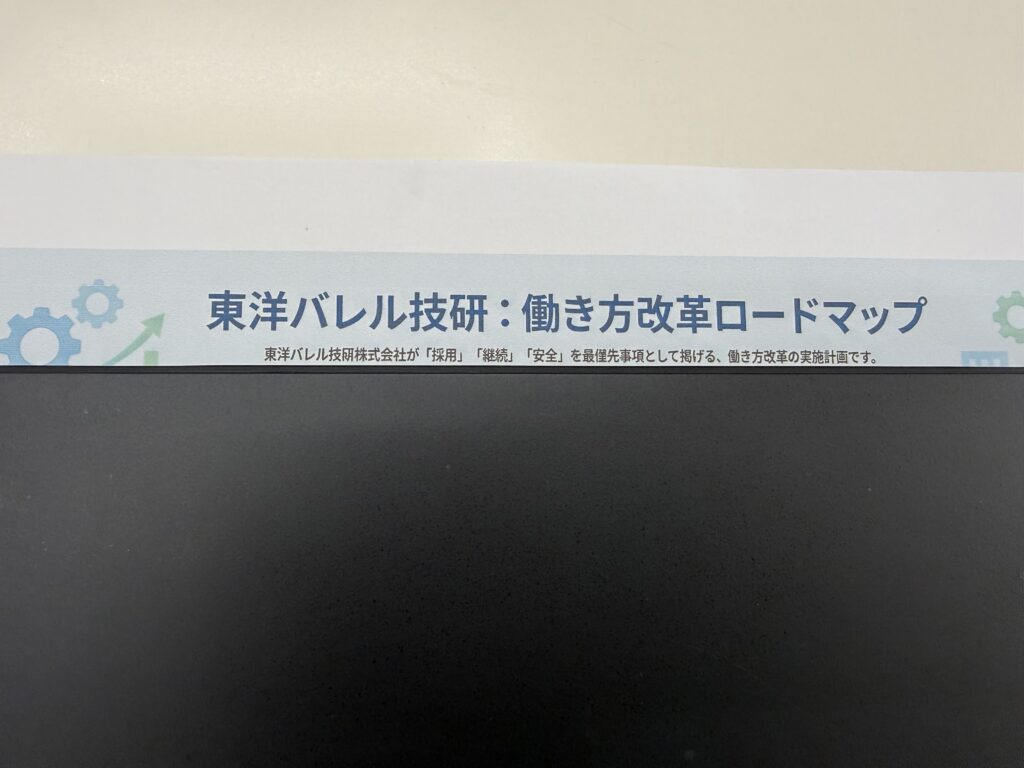 東洋バレル技研：働き方改革ロードマップ
東洋バレル技研株式会社が「採用」「継続」「安全」を最優先事項として掲げる、働き方改革の実施計画です。